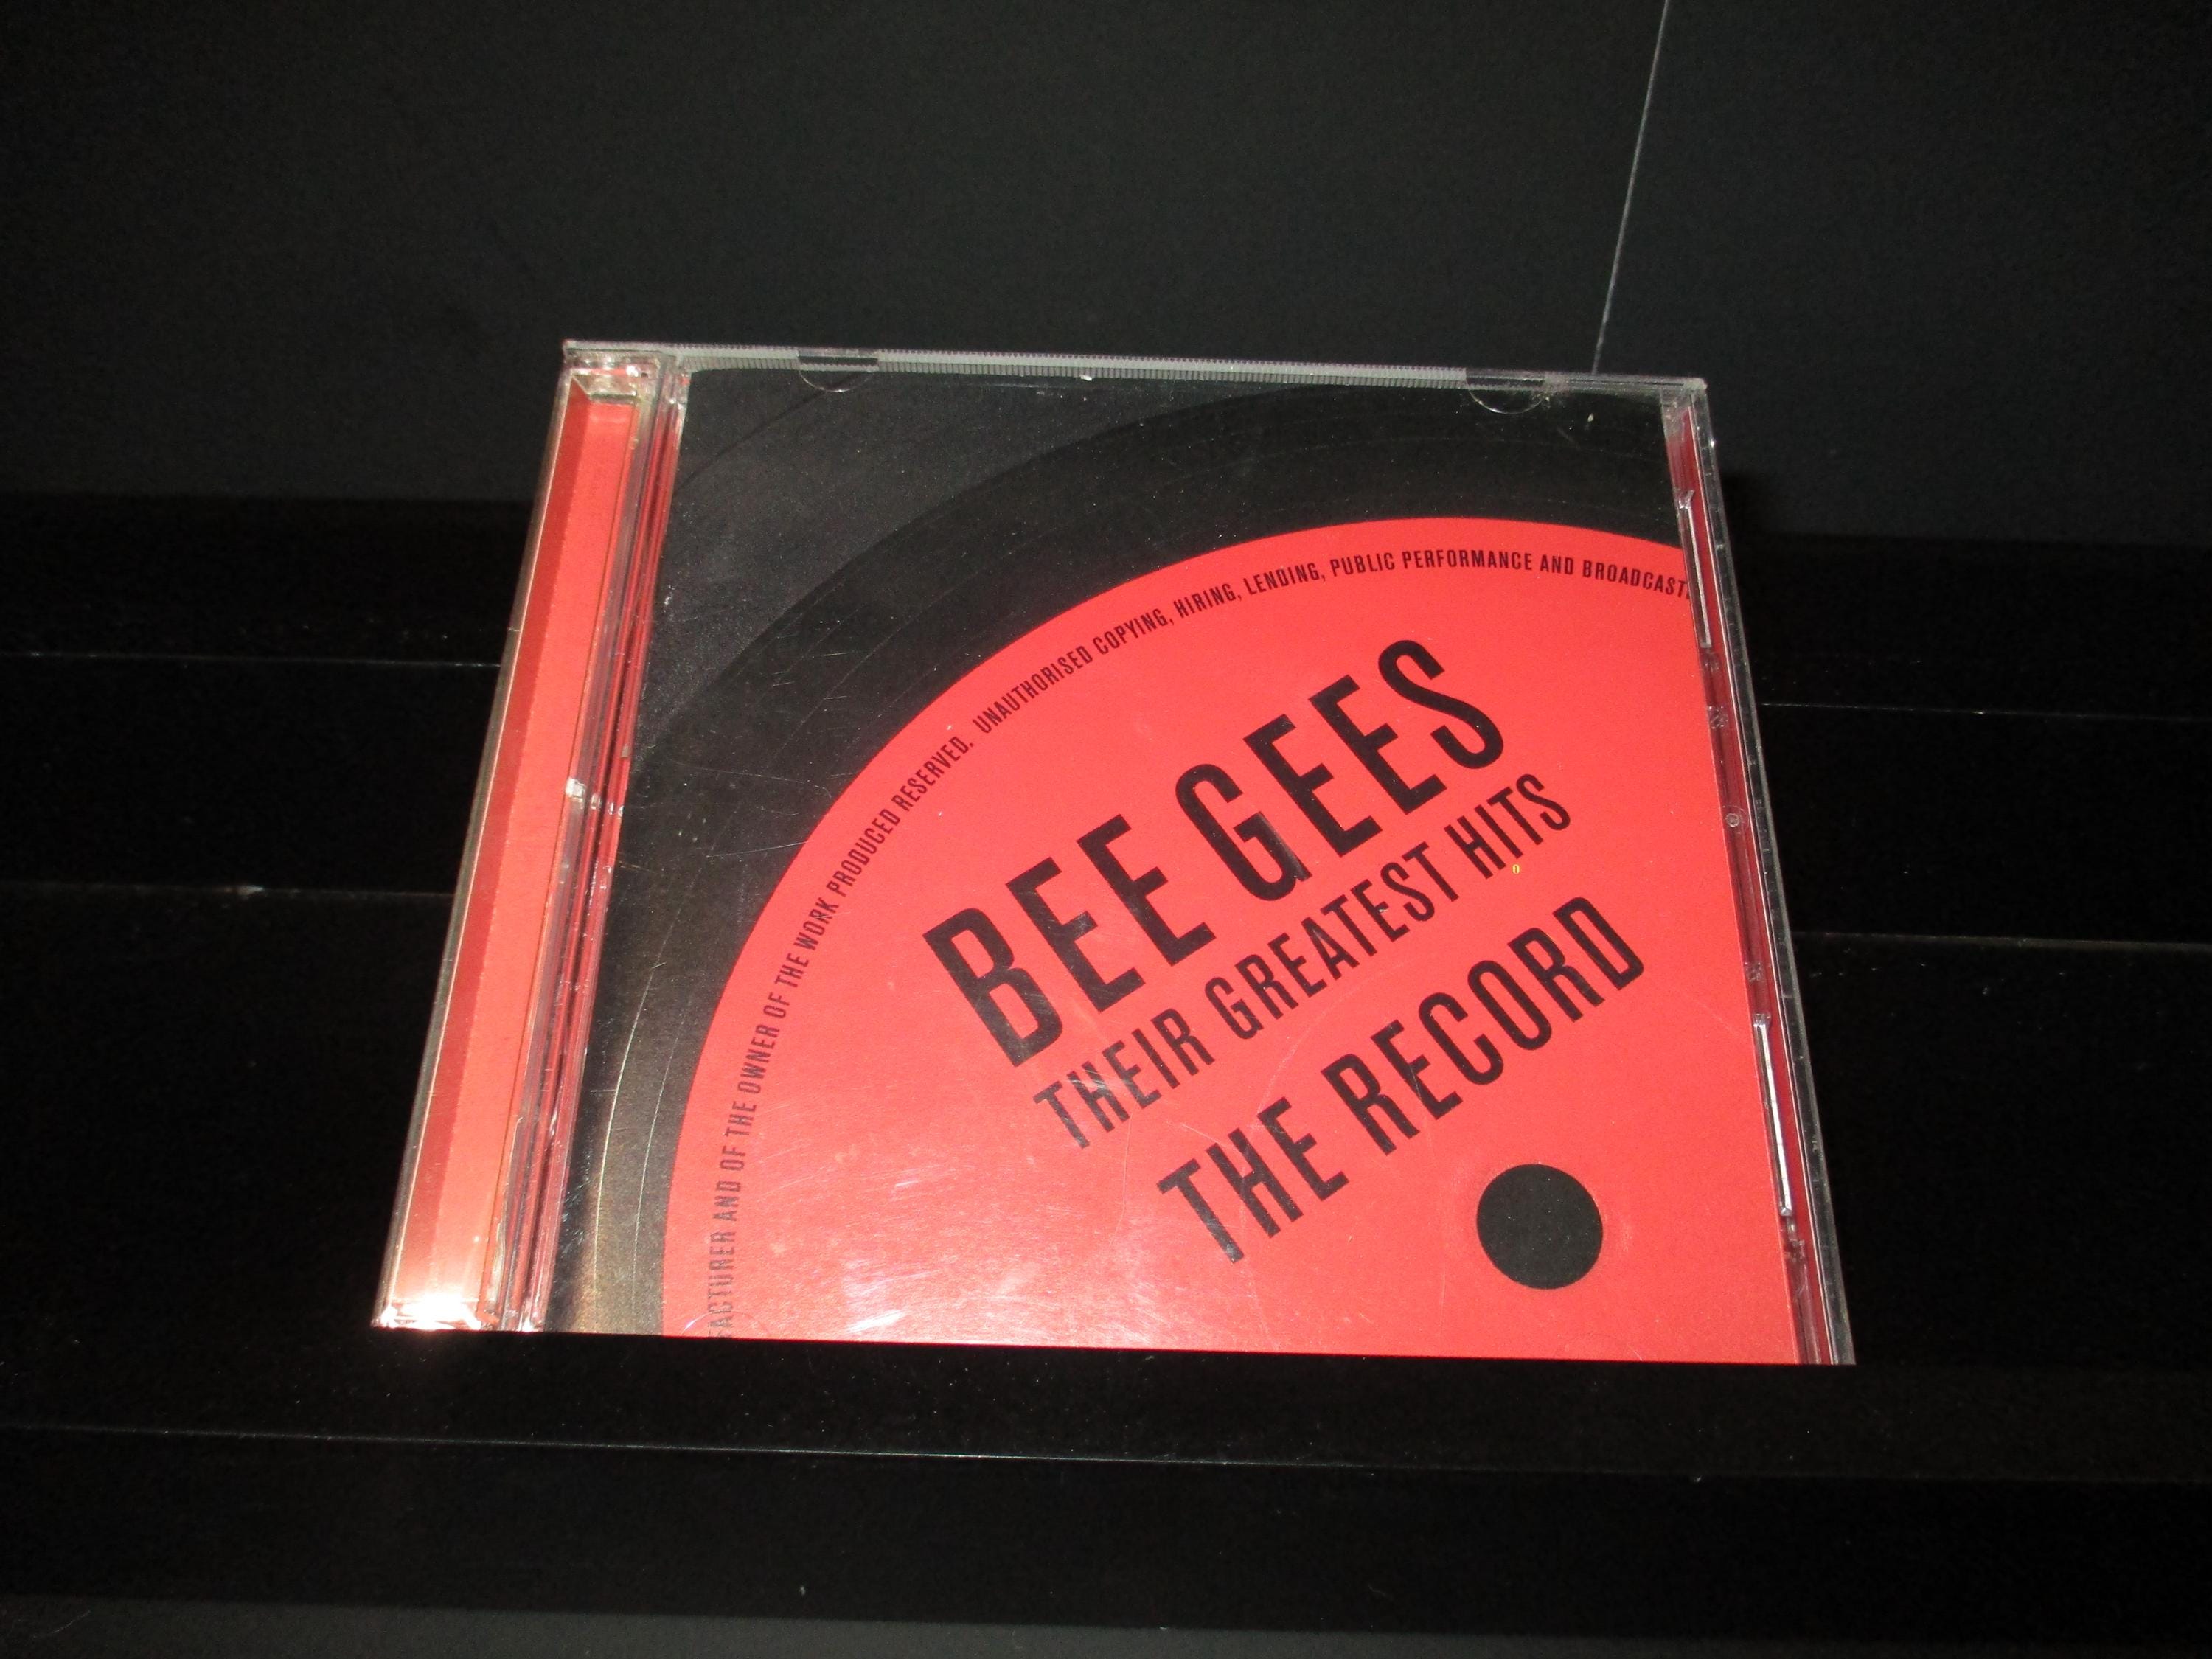 FACTURER AND OF THE OWNER OF THE WORK PRODUCED RESERVED. UNAUTHORISED COPYING, HIRING, LENDING, PUBLIC PERFORMANCE AND BROADCASTI
BEE GEES
THEIR GREATEST HITS
THE RECORD